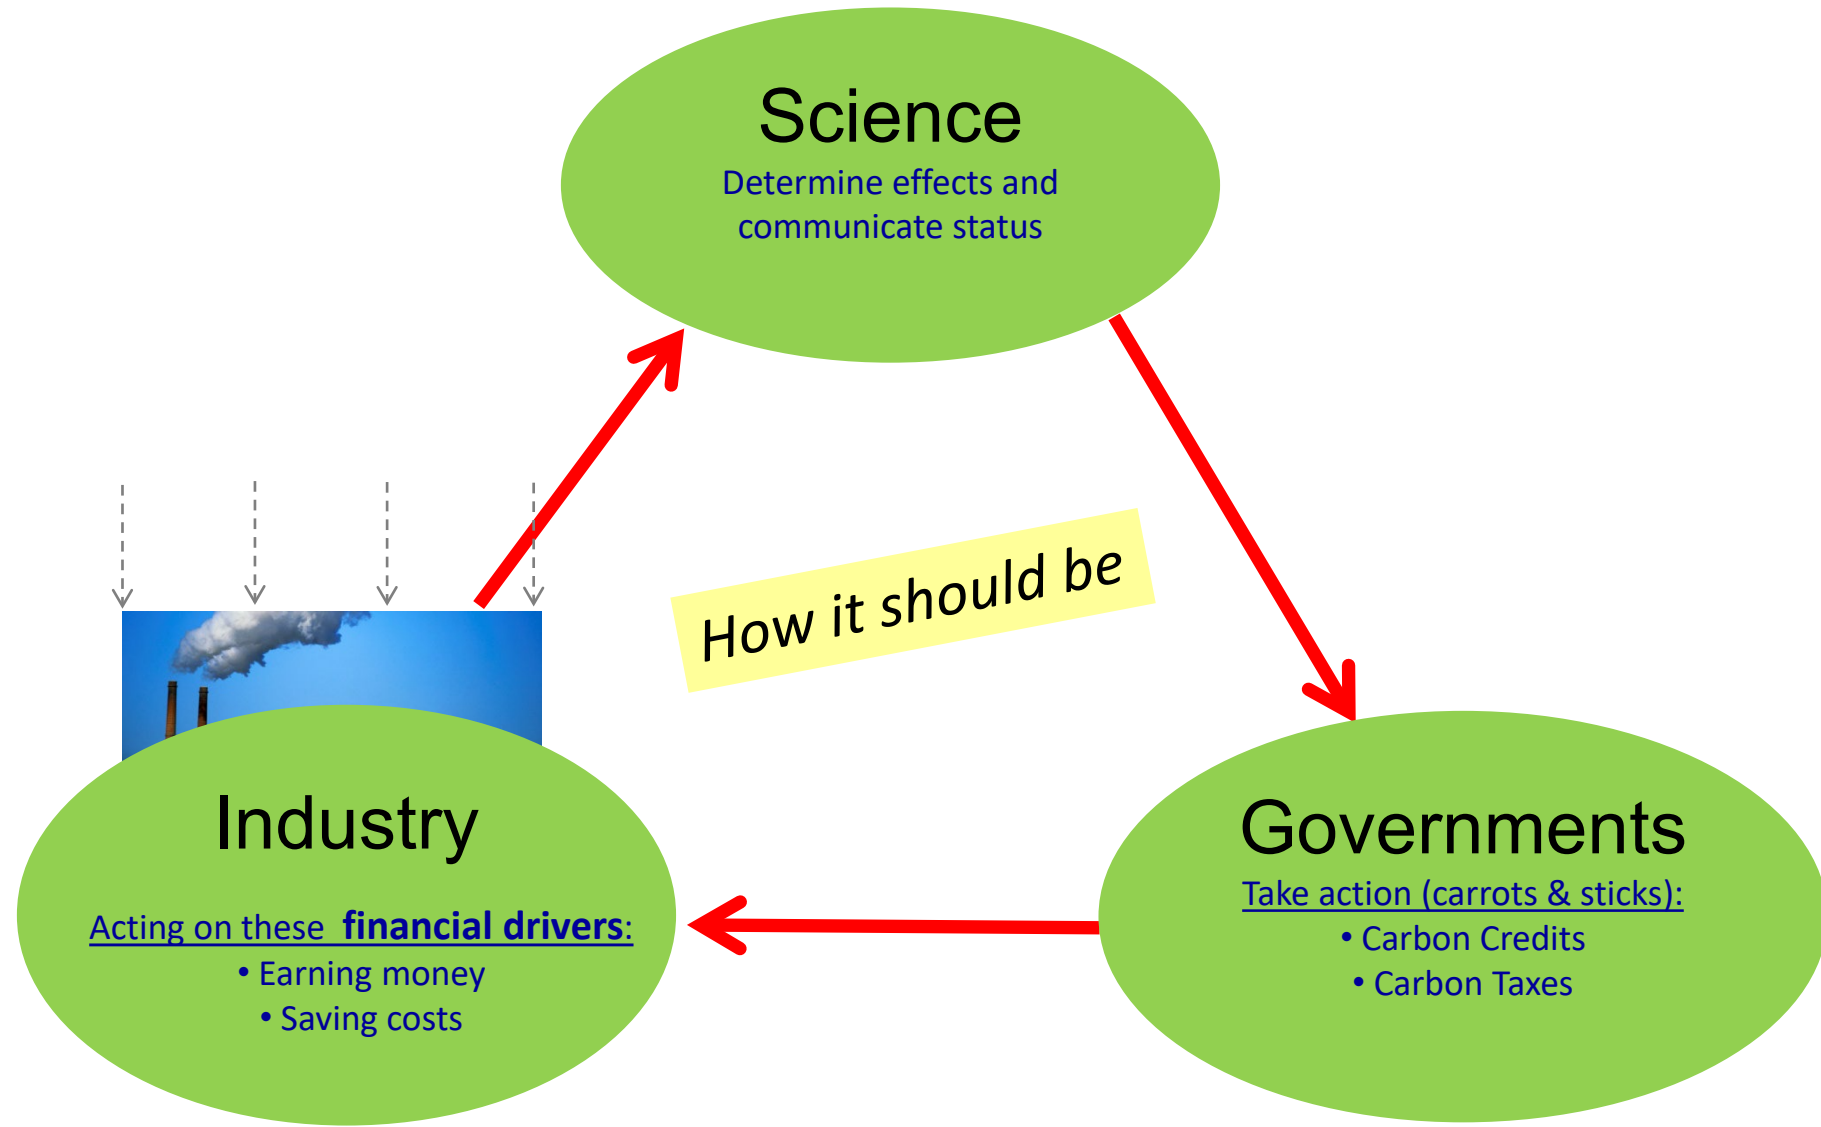 Science
Determine effects and
communicate status
How it should be
Industry
Acting on these financial drivers:
• Earning money
• Saving costs
Governments
Take action (carrots & sticks):
• Carbon Credits
• Carbon Taxes